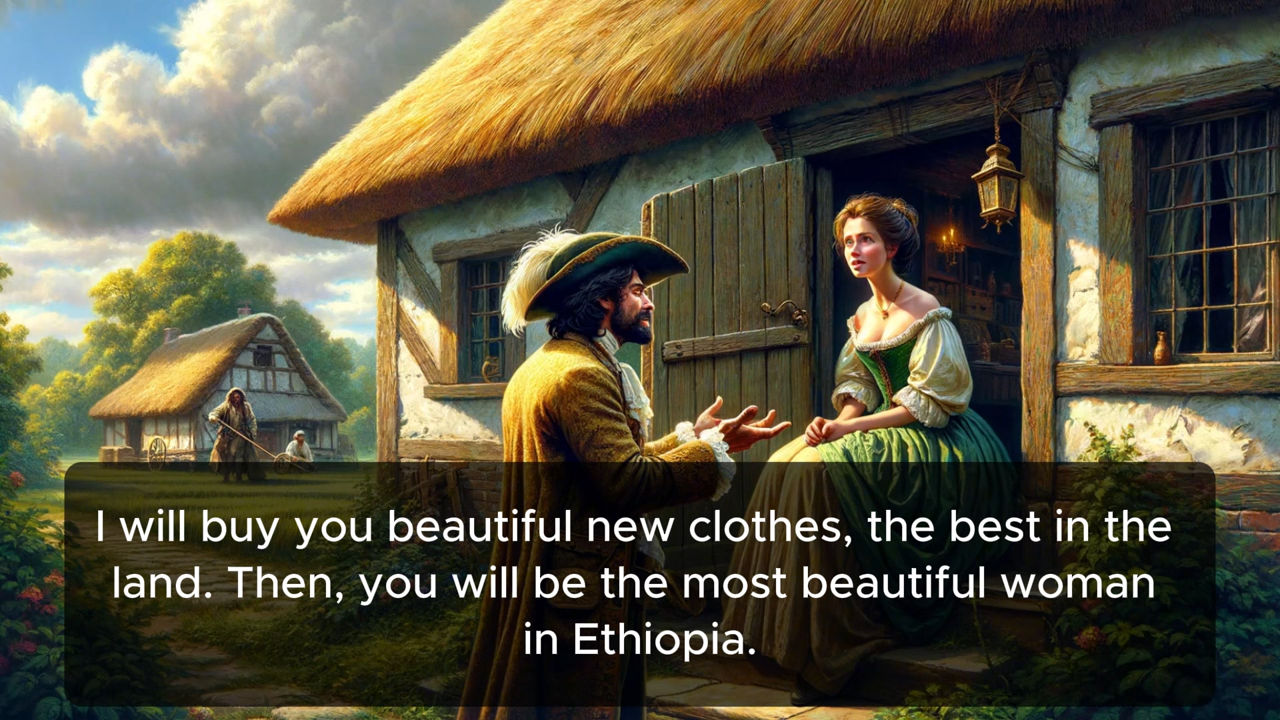 I will buy you beautiful new clothes, the best in the
land. Then, you will be the most beautiful woman
in Ethiopia.